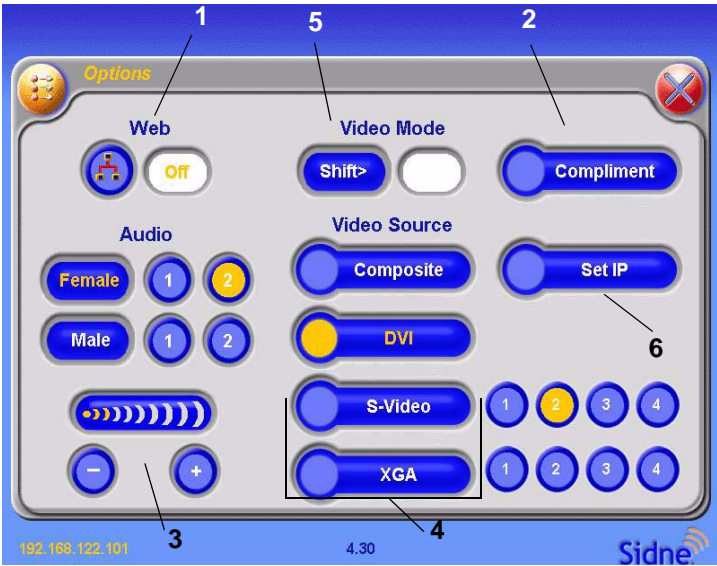 1 5 2
Options
Web Video Mode
Off Shift> Compliment
Audio Video Source
Female 1 2 Composite Set IP
Male 1 2 DVI
6
S-Video 1 2 3 4
− + XGA 1 2 3 4
3 4
192.168.122.101 4.30 Sidne